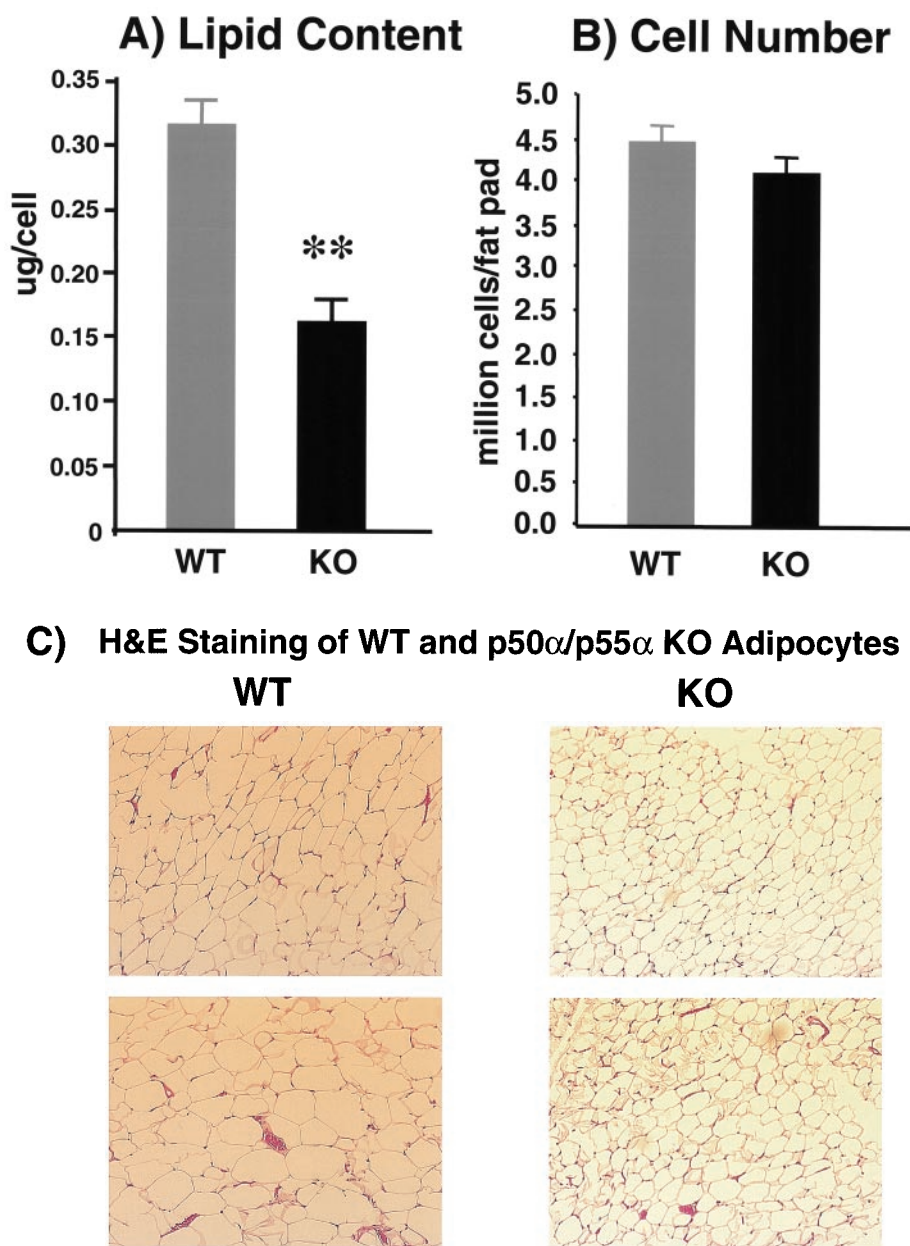 A) Lipid Content
0.35
0.30
0.25
0.20
0.15
0.10
0.05
0
ug/cell
**
WT KO
B) Cell Number
5.0
4.5
4.0
3.5
3.0
2.5
2.0
1.5
1.0
0.5
0.0
million cells/fat pad
WT KO
C) H&E Staining of WT and p50α/p55α KO Adipocytes
WT KO